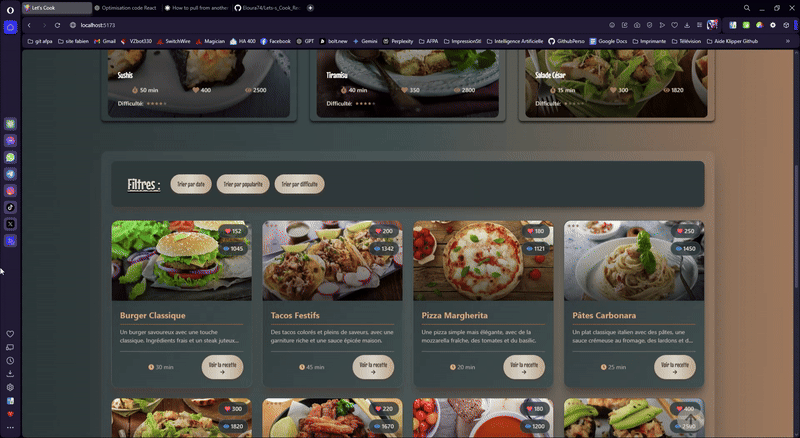 Let's Cook
Optimisation code React
How to pull from anothe
Eloura74/Lets-s_Cook_Re
localhost:5173
git afpa
site fabien
Gmail
VZbot330
SwitchWire
Magician
HA 400
Facebook
GPT
bolt.new
Gemini
Perplexity
AFPA
ImpressionStl
Intelligence Artificielle
GithubPerso
Google Docs
Imprimante
Télévision
Aide Klipper Github
Sushis
50 min
400
2500
Difficulté:
Tiramisu
40 min
350
2800
Difficulté:
Salade César
15 min
300
1820
Difficulté:
Filtres :
Trier par date
Trier par popularité
Trier par difficulté
152
1045
Burger Classique
Un burger savoureux avec une touche
classique. Ingrédients frais et un steak juteux...
30 min
Voir la recette
→
200
1342
Tacos Festifs
Des tacos colorés et pleins de saveurs, avec une
garniture riche et une sauce épicée maison.
45 min
Voir la recette
→
180
1121
Pizza Margherita
Une pizza simple mais élégante, avec de la
mozzarella fraîche, des tomates et du basilic.
20 min
Voir la recette
→
250
1450
Pâtes Carbonara
Un plat classique italien avec des pâtes, une
sauce crémeuse au fromage, des lardons et d...
25 min
Voir la recette
→
300
1820
220
1670
180
1200
400
2500